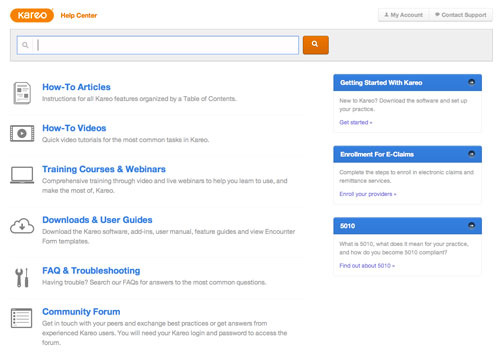 KAREO Help Center
My Account Contact Support
How-To Articles
Instructions for all Kareo features organized by a Table of Contents.
How-To Videos
Quick video tutorials for the most common tasks in Kareo.
Training Courses & Webinars
Comprehensive training through video and live webinars to help you learn to use, and
make the most of, Kareo.
Downloads & User Guides
Download the Kareo software, add-ins, user manual, feature guides and view Encounter
Form templates.
FAQ & Troubleshooting
Having trouble? Search our FAQs for answers to the most common questions.
Community Forum
Get in touch with your peers and exchange best practices or get answers from
experienced Kareo users. You will need your Kareo login and password to access the
forum.
Getting Started With Kareo
New to Kareo? Download the software and set up
your practice.
Get started »
Enrollment For E-Claims
Complete the steps to enroll in electronic claims and
remittance services.
Enroll your providers »
5010
What is 5010, what does it mean for your practice,
and how do you become 5010 compliant?
Find out about 5010 »